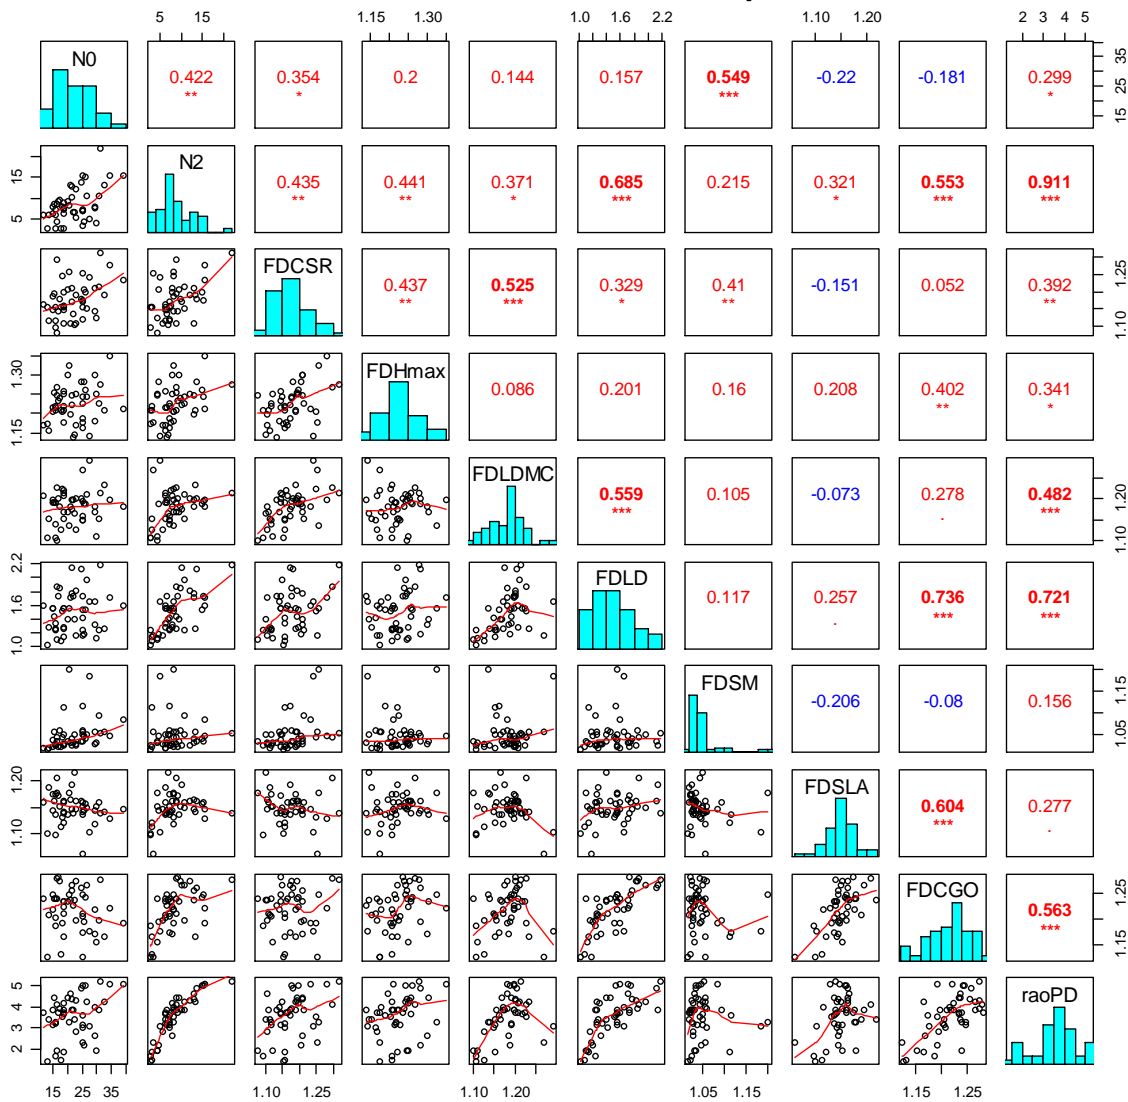 5 15 1.15 1.30 1.0 1.6 2.2 1.10 1.20 2 3 4 5
N0 0.422 0.354 0.2 0.144 0.157 0.549 -0.22 -0.181 0.299
** * *** *
15 25 35
N2 0.435 0.441 0.371 0.685 0.215 0.321 0.553 0.911
** ** * *** * *** ***
5 15
FDCSR 0.437 0.525 0.329 0.41 -0.151 0.052 0.392
** *** * ** **
1.10 1.25
FDHmax 0.086 0.201 0.16 0.208 0.402 0.341
** *
1.15 1.30
FDLDMC 0.559 0.105 -0.073 0.278 0.482
*** . ***
1.10 1.20
FDLD 0.117 0.257 0.736 0.721
. *** ***
1.0 1.6 2.2
FDSM -0.206 -0.08 0.156
1.05 1.15
FDSLA 0.604 0.277
*** .
1.10 1.20
FDCGO 0.563
***
1.15 1.25
raoPD
2 3 4 5
15 25 35 1.10 1.25 1.10 1.20 1.05 1.15 1.15 1.25